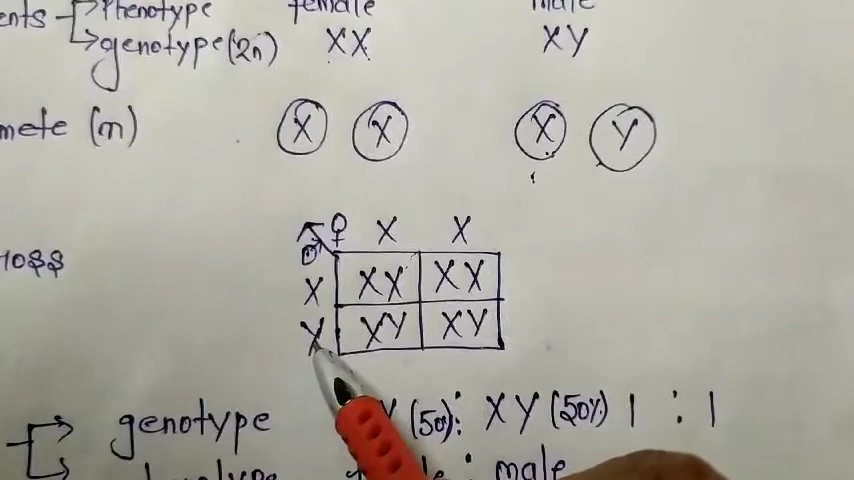 ents Phenotype female male
genotype(2n) XX XY
mete (n) X X X Y
♂ ♀ X X
ross X XX XX
Y XY XY
genotype (50%): XY (50%) 1 : 1
: male